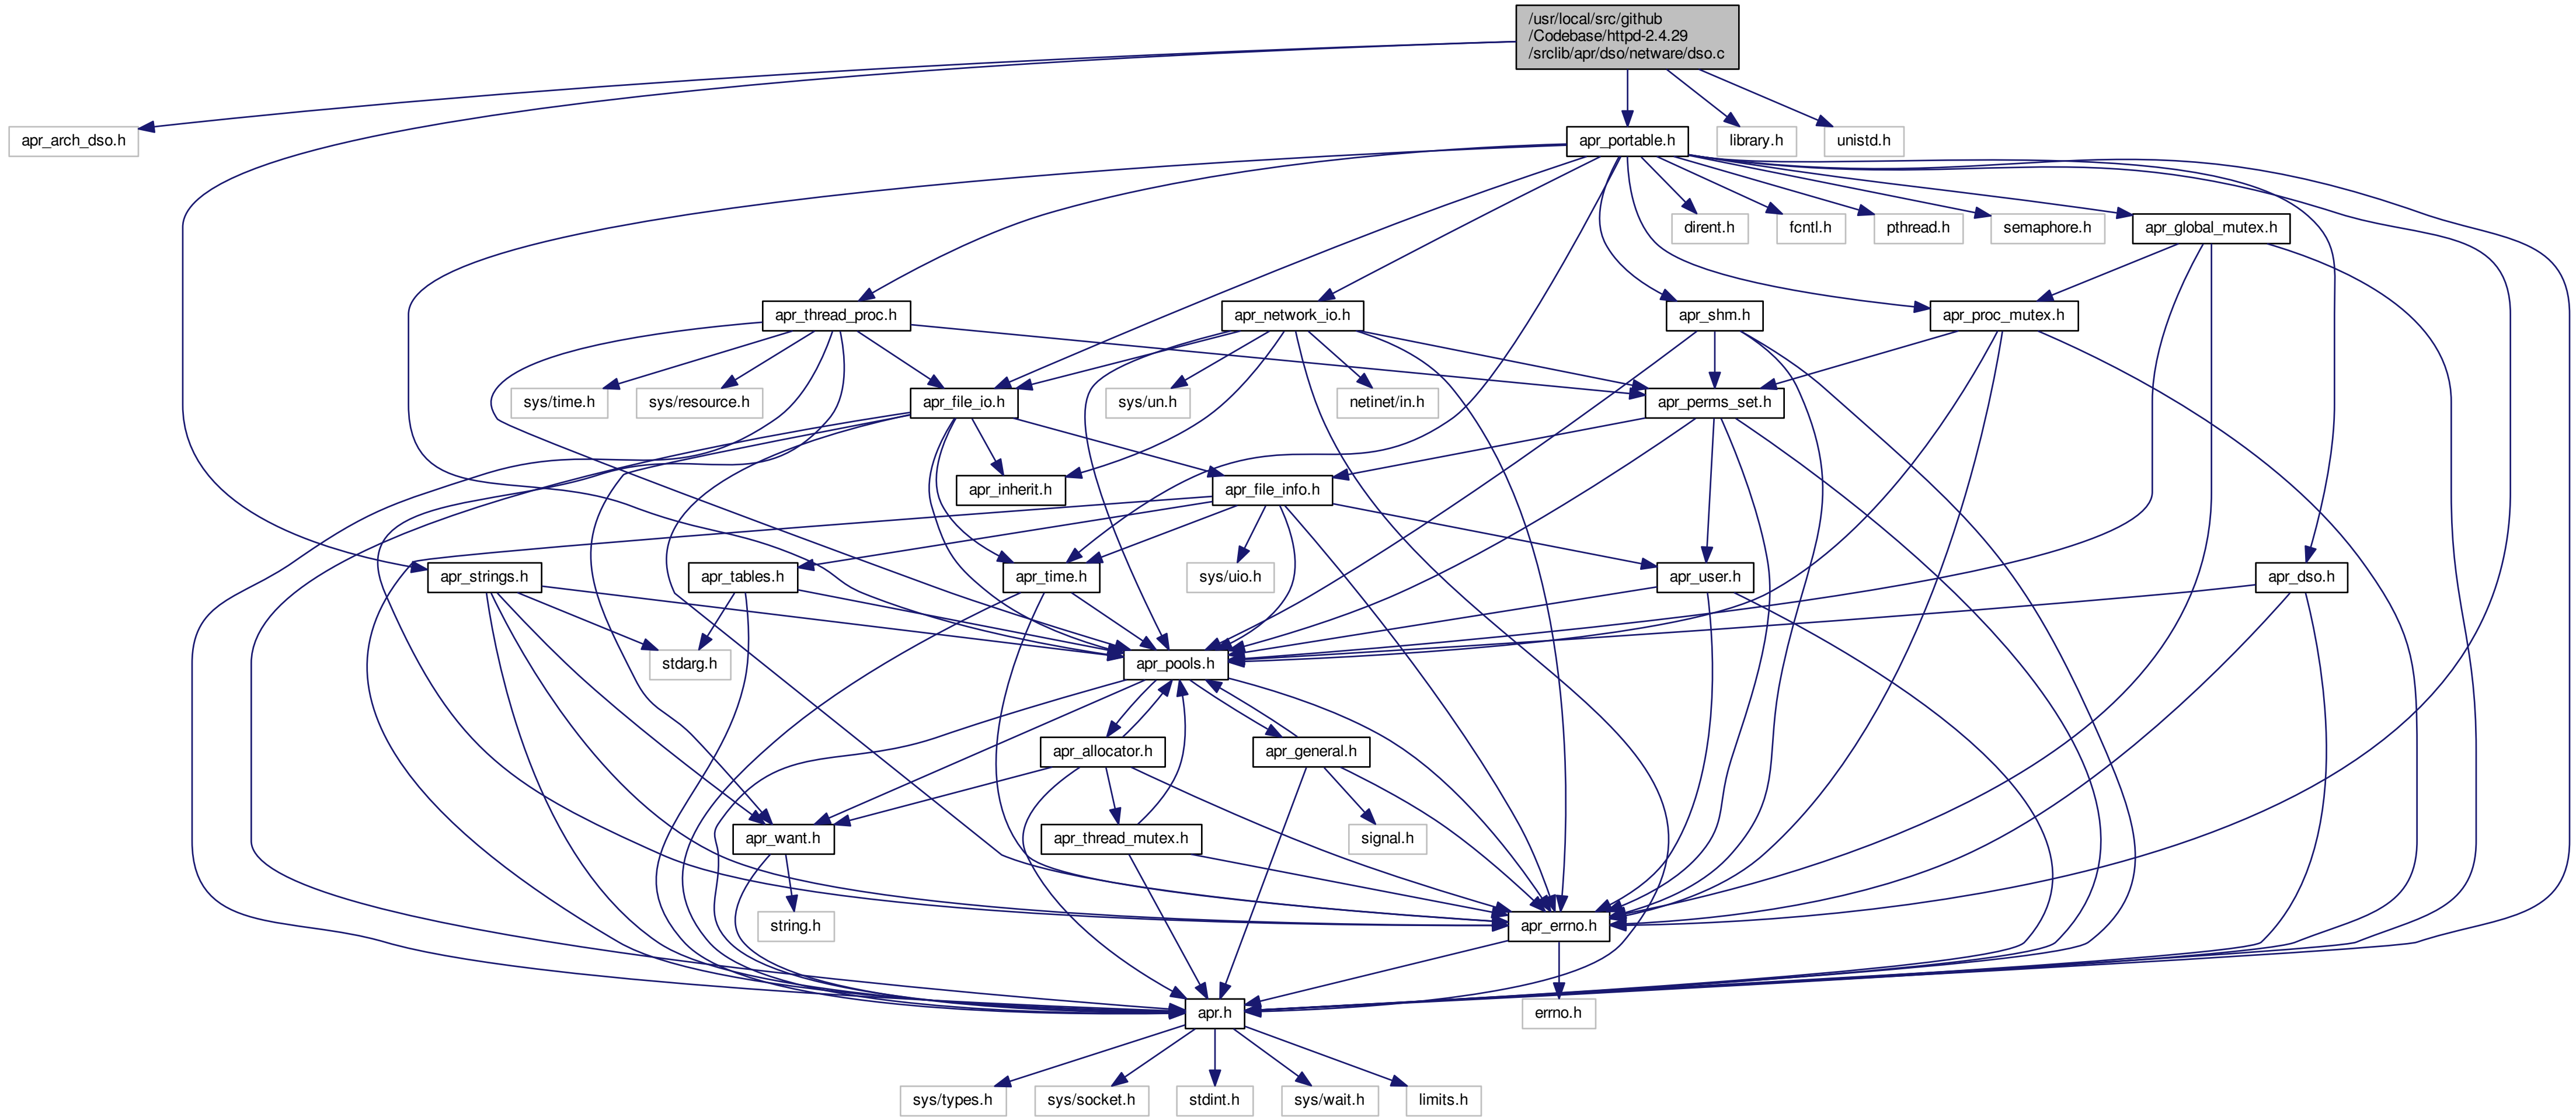 /usr/local/src/github
/Codebase/httpd-2.4.29
/srclib/apr/dso/netware/dso.c
apr_arch_dso.h
apr_portable.h
library.h
unistd.h
dirent.h
fcntl.h
pthread.h
semaphore.h
apr_global_mutex.h
apr_thread_proc.h
apr_network_io.h
apr_shm.h
apr_proc_mutex.h
sys/time.h
sys/resource.h
apr_file_io.h
sys/un.h
netinet/in.h
apr_perms_set.h
apr_inherit.h
apr_file_info.h
apr_strings.h
apr_tables.h
apr_time.h
sys/uio.h
apr_user.h
apr_dso.h
stdarg.h
apr_pools.h
apr_allocator.h
apr_general.h
apr_want.h
apr_thread_mutex.h
signal.h
string.h
apr_errno.h
apr.h
errno.h
sys/types.h
sys/socket.h
stdint.h
sys/wait.h
limits.h